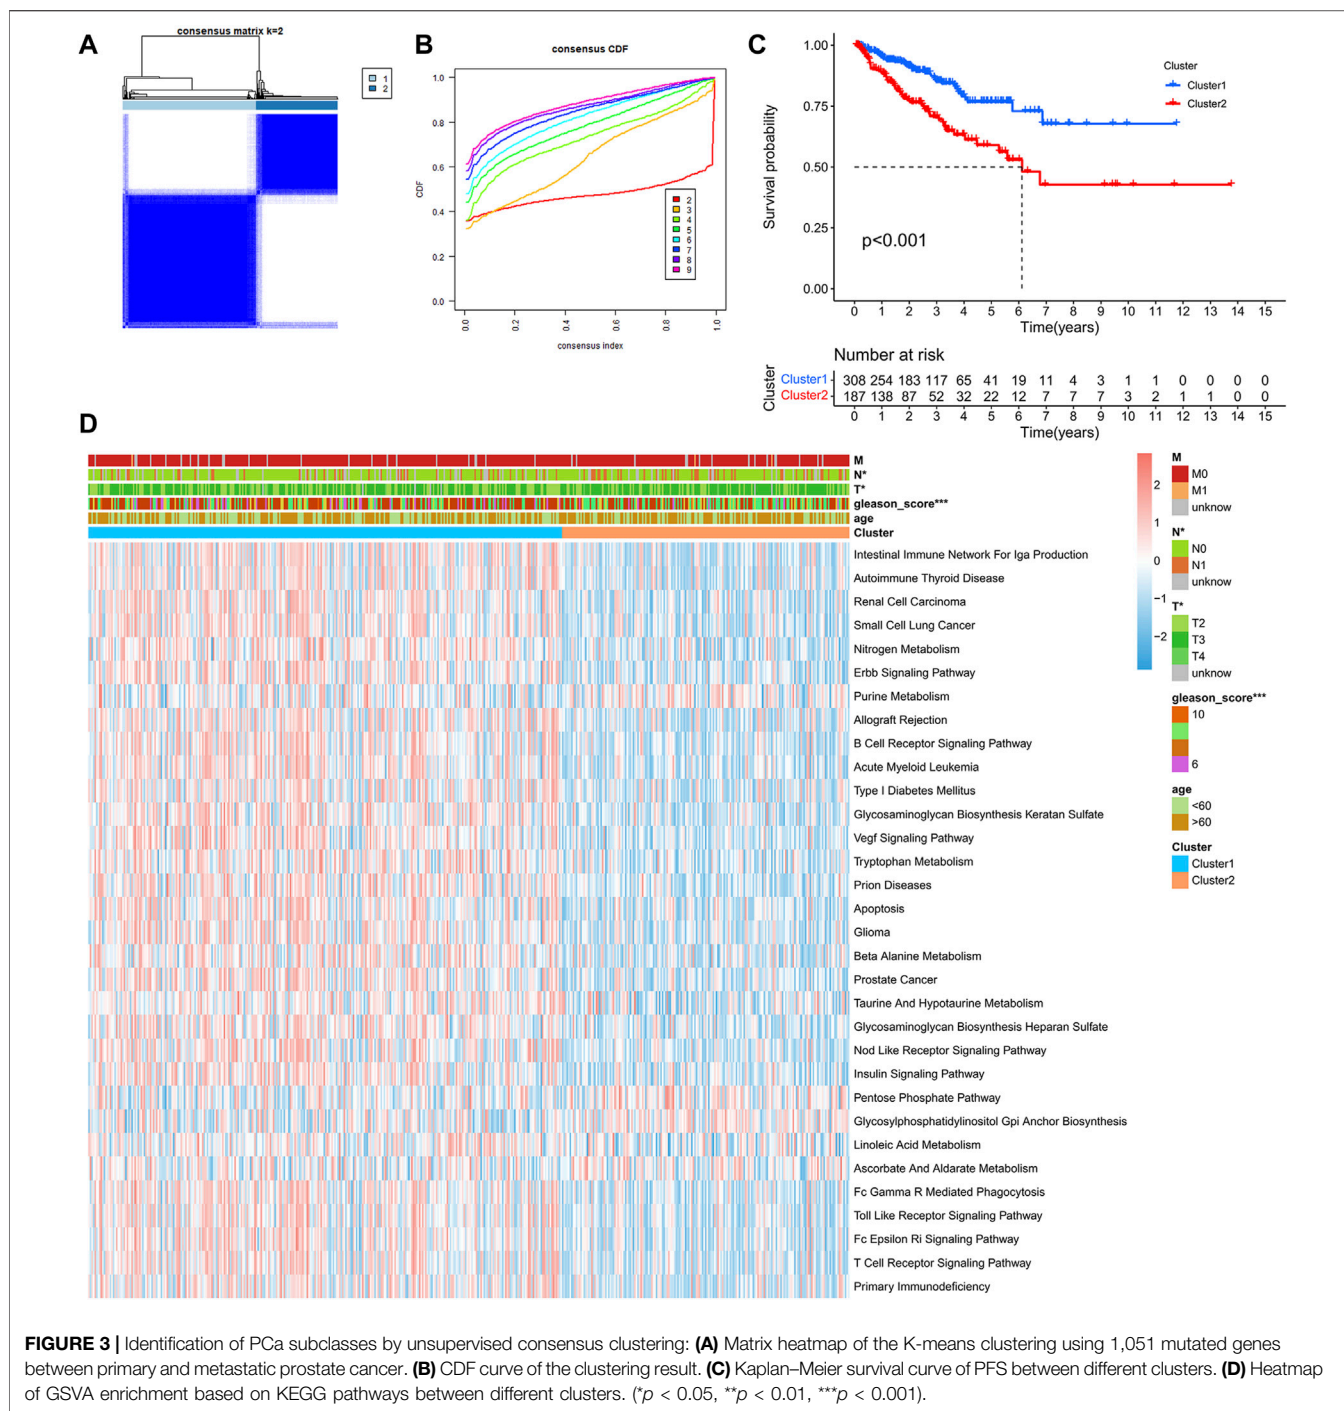 A
consensus matrix k=2
1
2
B
consensus CDF
CDF
1.0
0.8
0.6
0.4
0.2
0.0
2
3
4
5
6
7
8
9
0.0 0.2 0.4 0.6 0.8 1.0
consensus index
C
Survival probability
1.00
0.75
0.50
0.25
0.00
Cluster
Cluster1
Cluster2
p<0.001
0 1 2 3 4 5 6 7 8 9 10 11 12 13 14 15
Time(years)
Number at risk
Cluster
Cluster1 308 254 183 117 65 41 19 11 4 3 1 1 0 0 0 0
Cluster2 187 138 87 52 32 22 12 7 7 7 3 2 1 1 0 0
0 1 2 3 4 5 6 7 8 9 10 11 12 13 14 15
Time(years)
D
M
N*
T*
gleason_score***
age
Cluster
Intestinal Immune Network For Iga Production
Autoimmune Thyroid Disease
Renal Cell Carcinoma
Small Cell Lung Cancer
Nitrogen Metabolism
Erbb Signaling Pathway
Purine Metabolism
Allograft Rejection
B Cell Receptor Signaling Pathway
Acute Myeloid Leukemia
Type I Diabetes Mellitus
Glycosaminoglycan Biosynthesis Keratan Sulfate
Vegf Signaling Pathway
Tryptophan Metabolism
Prion Diseases
Apoptosis
Glioma
Beta Alanine Metabolism
Prostate Cancer
Taurine And Hypotaurine Metabolism
Glycosaminoglycan Biosynthesis Heparan Sulfate
Nod Like Receptor Signaling Pathway
Insulin Signaling Pathway
Pentose Phosphate Pathway
Glycosylphosphatidylinositol Gpi Anchor Biosynthesis
Linoleic Acid Metabolism
Ascorbate And Aldarate Metabolism
Fc Gamma R Mediated Phagocytosis
Toll Like Receptor Signaling Pathway
Fc Epsilon Ri Signaling Pathway
T Cell Receptor Signaling Pathway
Primary Immunodeficiency
2
1
0
−1
−2
M
M0
M1
unknow
N*
N0
N1
unknow
T*
T2
T3
T4
unknow
gleason_score***
10
6
age
<60
>60
Cluster
Cluster1
Cluster2
FIGURE 3 | Identification of PCa subclasses by unsupervised consensus clustering: (A) Matrix heatmap of the K-means clustering using 1,051 mutated genes
between primary and metastatic prostate cancer. (B) CDF curve of the clustering result. (C) Kaplan–Meier survival curve of PFS between different clusters. (D) Heatmap
of GSVA enrichment based on KEGG pathways between different clusters. (*p < 0.05, **p < 0.01, ***p < 0.001).